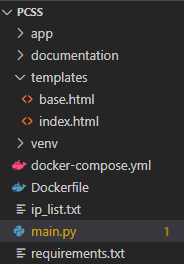 PCSS
app
documentation
templates
base.html
index.html
venv
docker-compose.yml
Dockerfile
ip_list.txt
main.py 1
requirements.txt